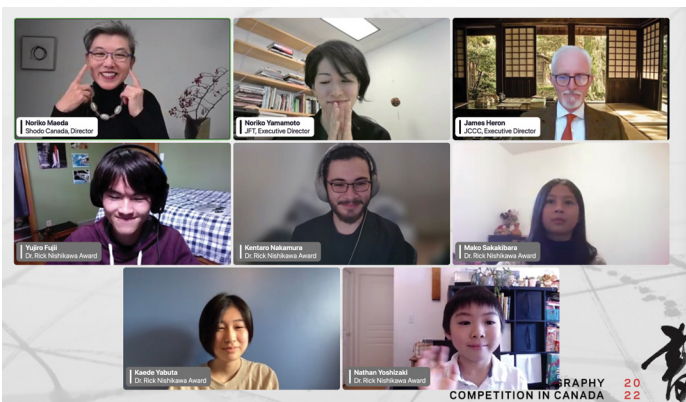 Noriko Maeda
Shodo Canada, Director
Noriko Yamamoto
JFT, Executive Director
James Heron
JCCC, Executive Director
Yujiro Fujii
Dr. Rick Nishikawa Award
Kentaro Nakamura
Dr. Rick Nishikawa Award
Mako Sakakibara
Dr. Rick Nishikawa Award
Kaede Yabuta
Dr. Rick Nishikawa Award
Nathan Yoshizaki
Dr. Rick Nishikawa Award
GRAPHY 20
COMPETITION IN CANADA 22